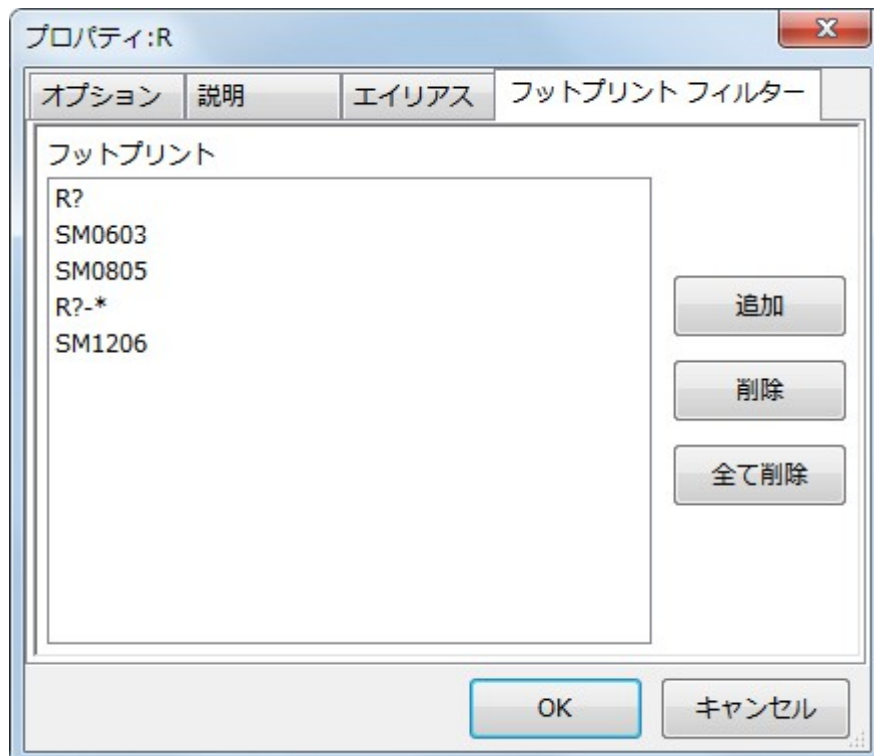 プロパティ:R
オプション 説明 エイリアス フットプリント フィルター
フットプリント
R?
SM0603
SM0805
R?-*
SM1206
追加
削除
全て削除
OK キャンセル